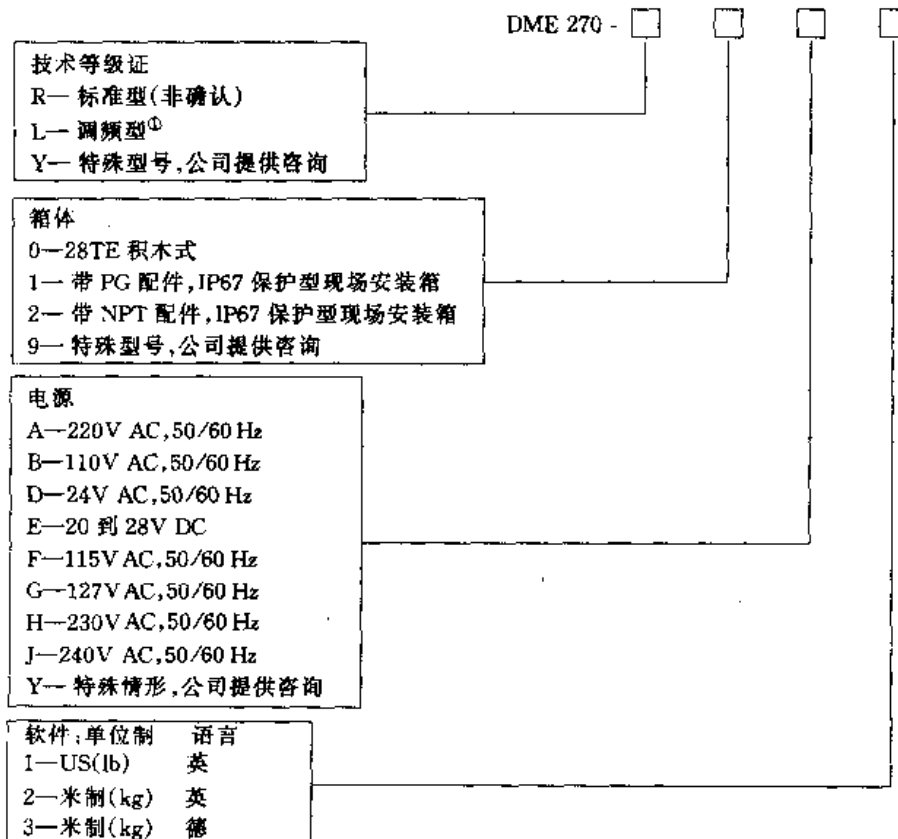 DME 270 -
技术等级证
R— 标准型(非确认)
L— 调频型①
Y— 特殊型号,公司提供咨询
箱体
0—28TE 积木式
1— 带 PG 配件,IP67 保护型现场安装箱
2— 带 NPT 配件,IP67 保护型现场安装箱
9— 特殊型号,公司提供咨询
电源
A—220V AC,50/60 Hz
B—110V AC,50/60 Hz
D—24V AC,50/60 Hz
E—20 到 28V DC
F—115V AC,50/60 Hz
G—127V AC,50/60 Hz
H—230V AC,50/60 Hz
J—240V AC,50/60 Hz
Y— 特殊情形,公司提供咨询
软件;单位制 语言
1—US(lb) 英
2—米制(kg) 英
3—米制(kg) 德